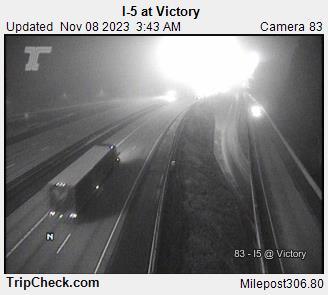 I-5 at Victory
Updated Nov 08 2023 3:43 AM Camera 83
N
83 - I5 @ Victory
TripCheck.com Milepost306.80